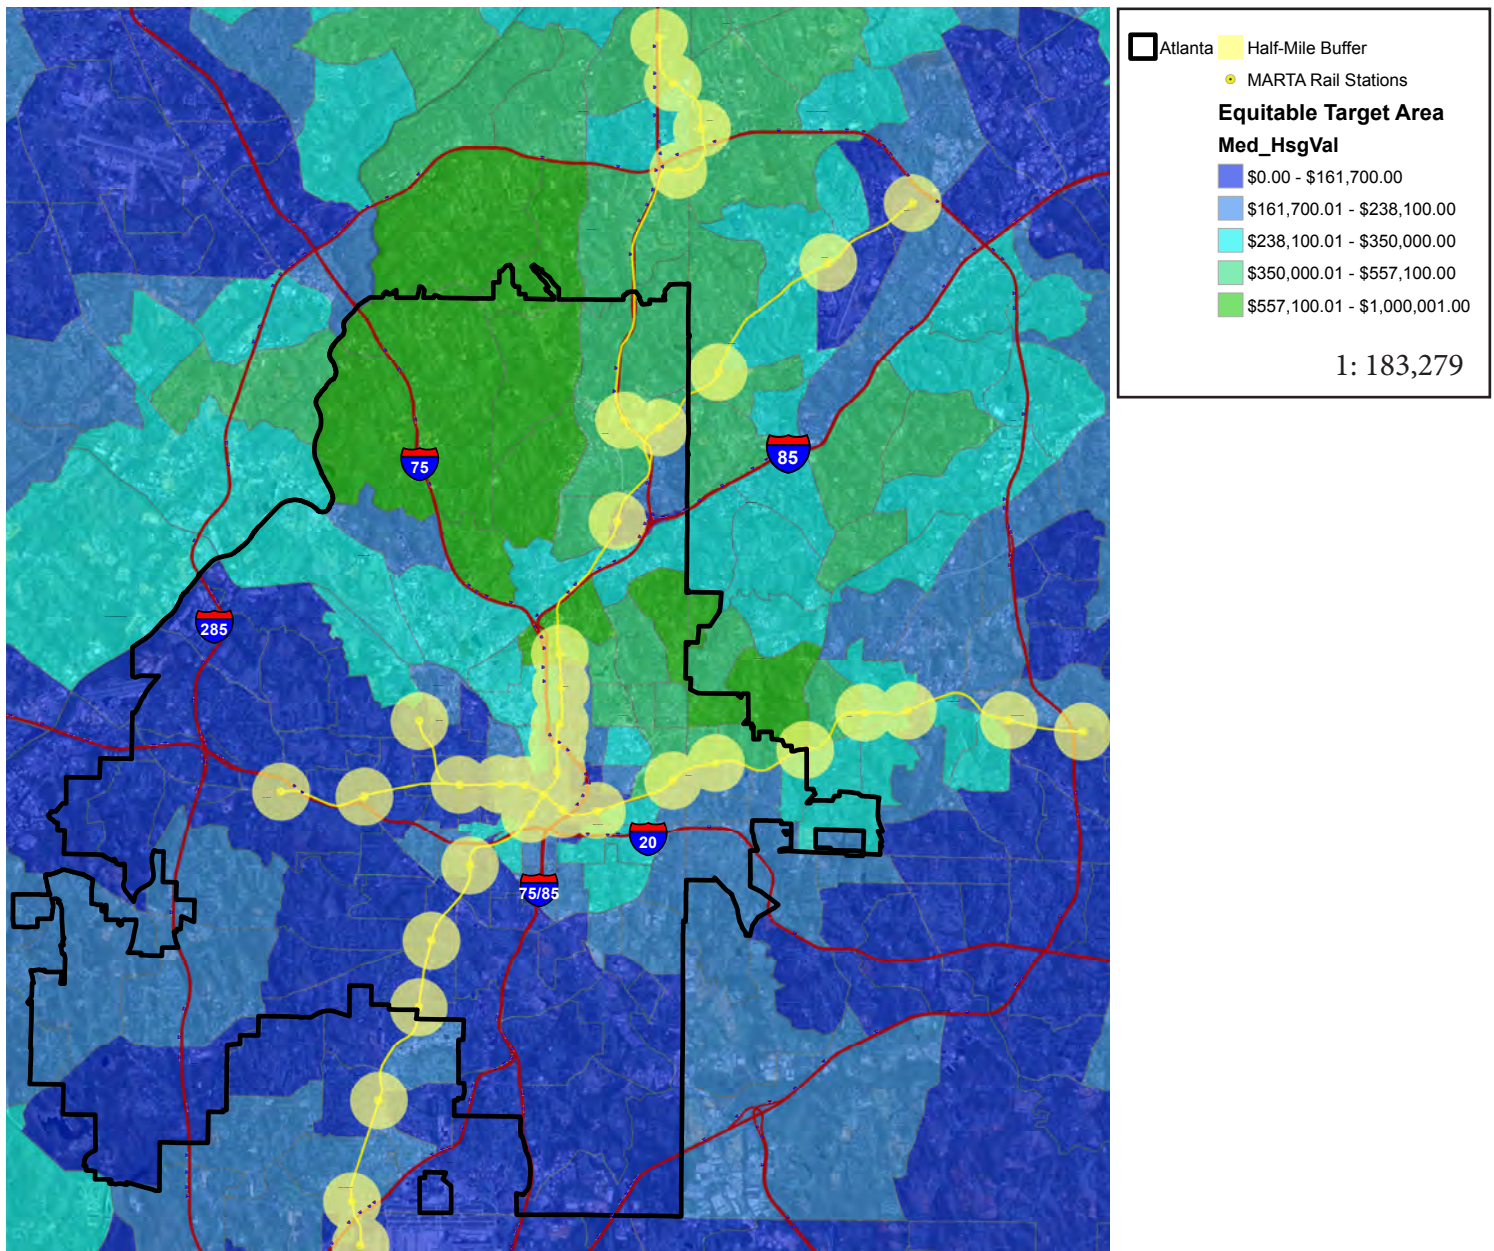 Atlanta
Half-Mile Buffer
MARTA Rail Stations
Equitable Target Area
Med_HsgVal
$0.00 - $161,700.00
$161,700.01 - $238,100.00
$238,100.01 - $350,000.00
$350,000.01 - $557,100.00
$557,100.01 - $1,000,001.00
1: 183,279
75
85
285
20
75/85